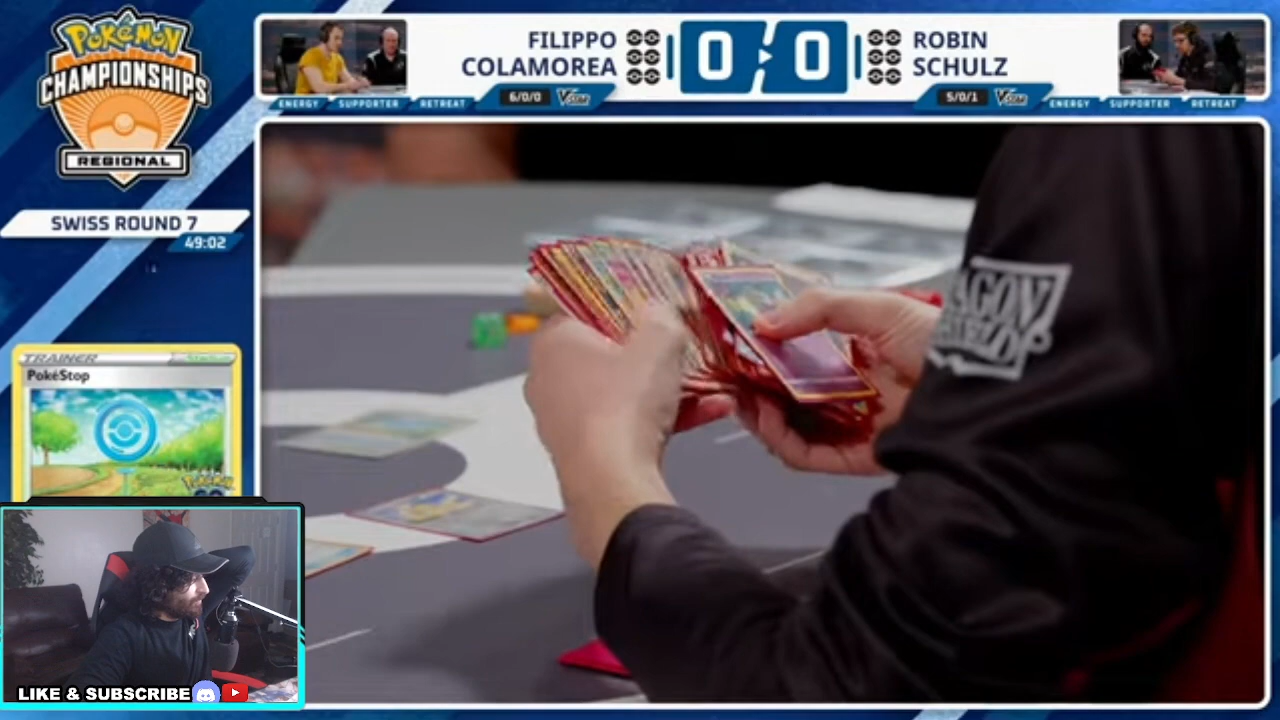 Pokémon
CHAMPIONSHIPS
REGIONAL
FILIPPO
COLAMOREA
0 0
ROBIN
SCHULZ
ENERGY SUPPORTER RETREAT
6/0/0
VSTAR
5/0/1
VSTAR
ENERGY SUPPORTER RETREAT
SWISS ROUND 7
49:02
TRAINER
PokéStop
Pokémon
LIKE & SUBSCRIBE